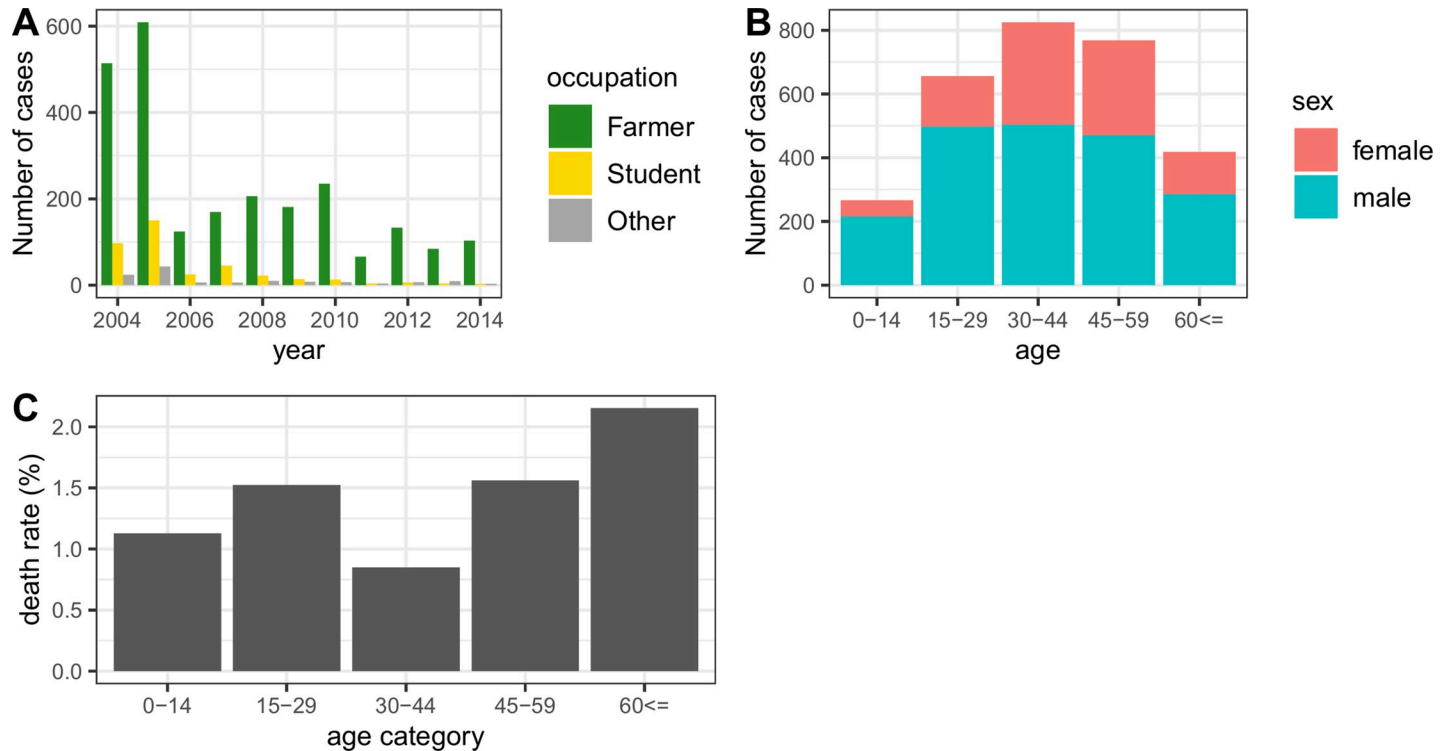 A
Number of cases
600
400
200
0
2004 2006 2008 2010 2012 2014
year
occupation
Farmer
Student
Other
B
Number of cases
800
600
400
200
0
0−14 15−29 30−44 45−59 60<=
age
sex
female
male
C
death rate (%)
2.0
1.5
1.0
0.5
0.0
0−14 15−29 30−44 45−59 60<=
age category